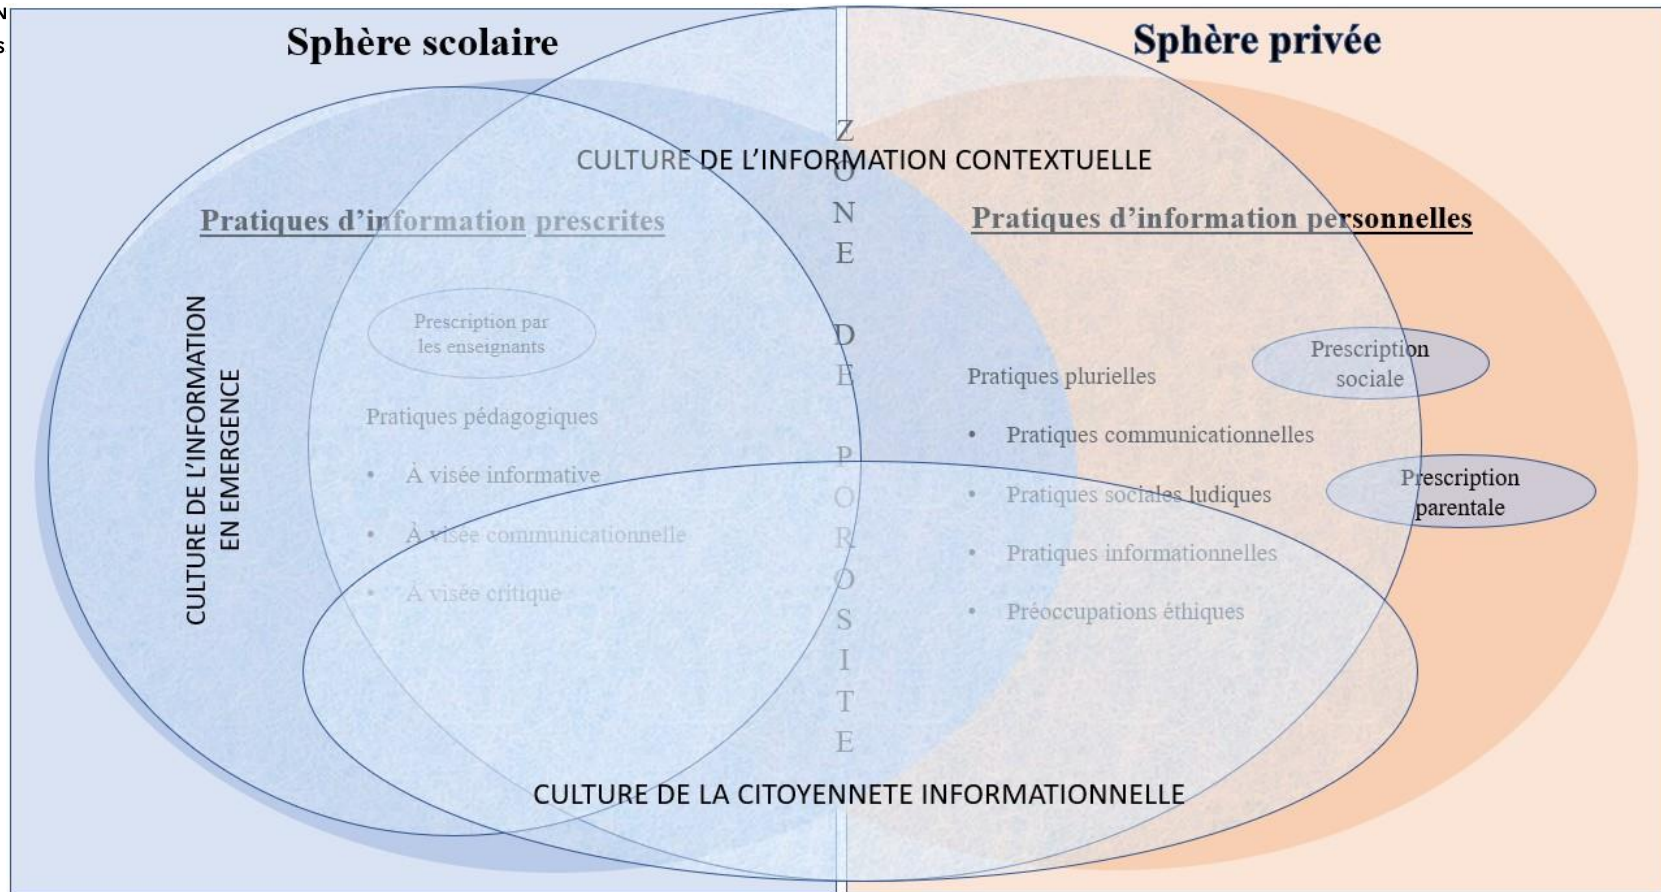 N
s
Sphère scolaire
Sphère privée
ZONE DE POROSITE
CULTURE DE L'INFORMATION CONTEXTUELLE
Pratiques d'information prescrites
Pratiques d'information personnelles
CULTURE DE L'INFORMATION
EN EMERGENCE
Prescription par
les enseignants
Pratiques pédagogiques
• À visée informative
• À visée communicationnelle
• À visée critique
Pratiques plurielles
• Pratiques communicationnelles
• Pratiques sociales ludiques
• Pratiques informationnelles
• Préoccupations éthiques
Prescription
sociale
Prescription
parentale
CULTURE DE LA CITOYENNETE INFORMATIONNELLE